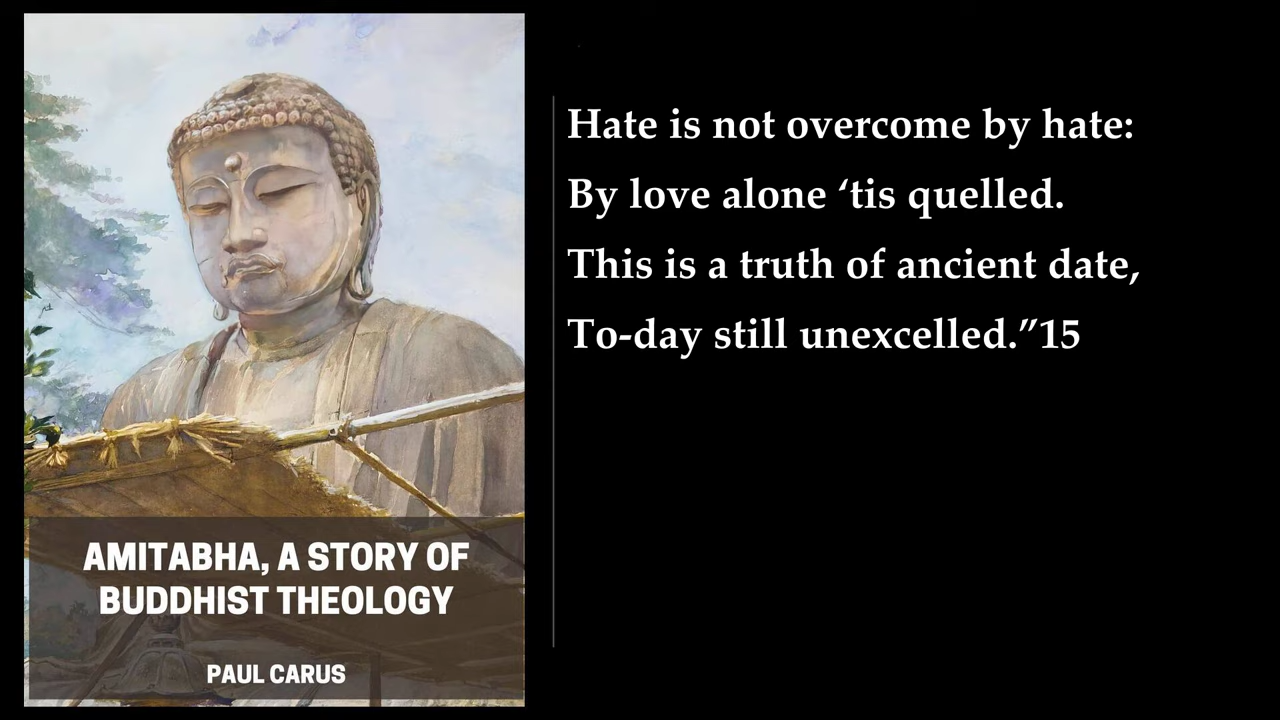 Hate is not overcome by hate:
By love alone ‘tis quelled.
This is a truth of ancient date,
To-day still unexcelled.”15
AMITABHA, A STORY OF
BUDDHIST THEOLOGY
PAUL CARUS